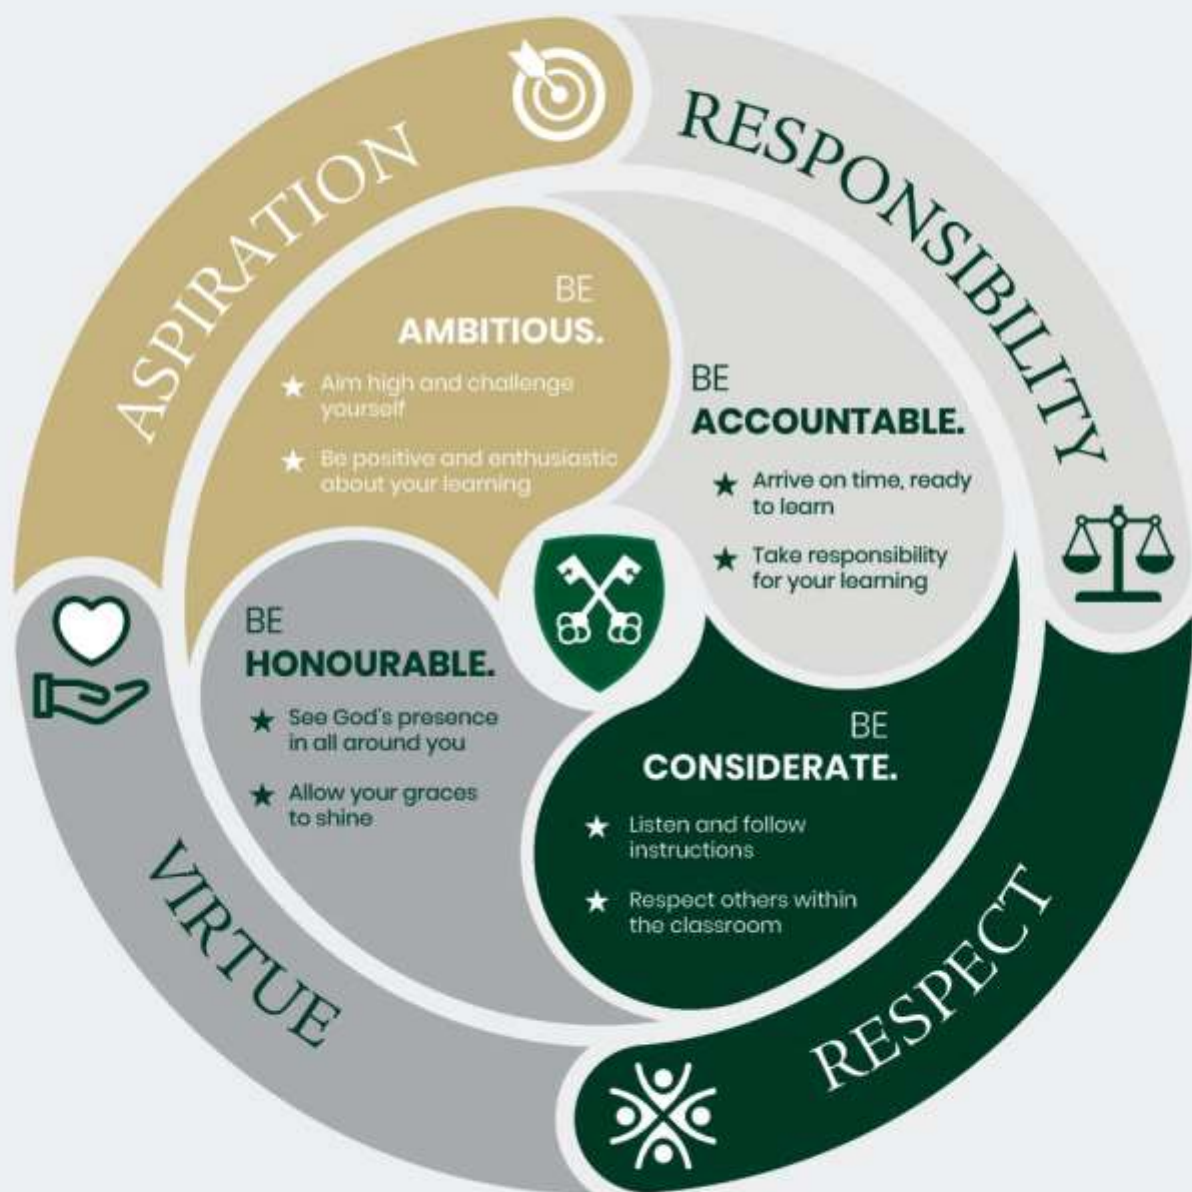 ASPIRATION
BE
AMBITIOUS.
Aim high and challenge
yourself
Be positive and enthusiastic
about your learning
RESPONSIBILITY
BE
ACCOUNTABLE.
Arrive on time, ready
to learn
Take responsibility
for your learning
VIRTUE
BE
HONOURABLE.
See God's presence
in all around you
Allow your graces
to shine
RESPECT
BE
CONSIDERATE.
Listen and follow
instructions
Respect others within
the classroom